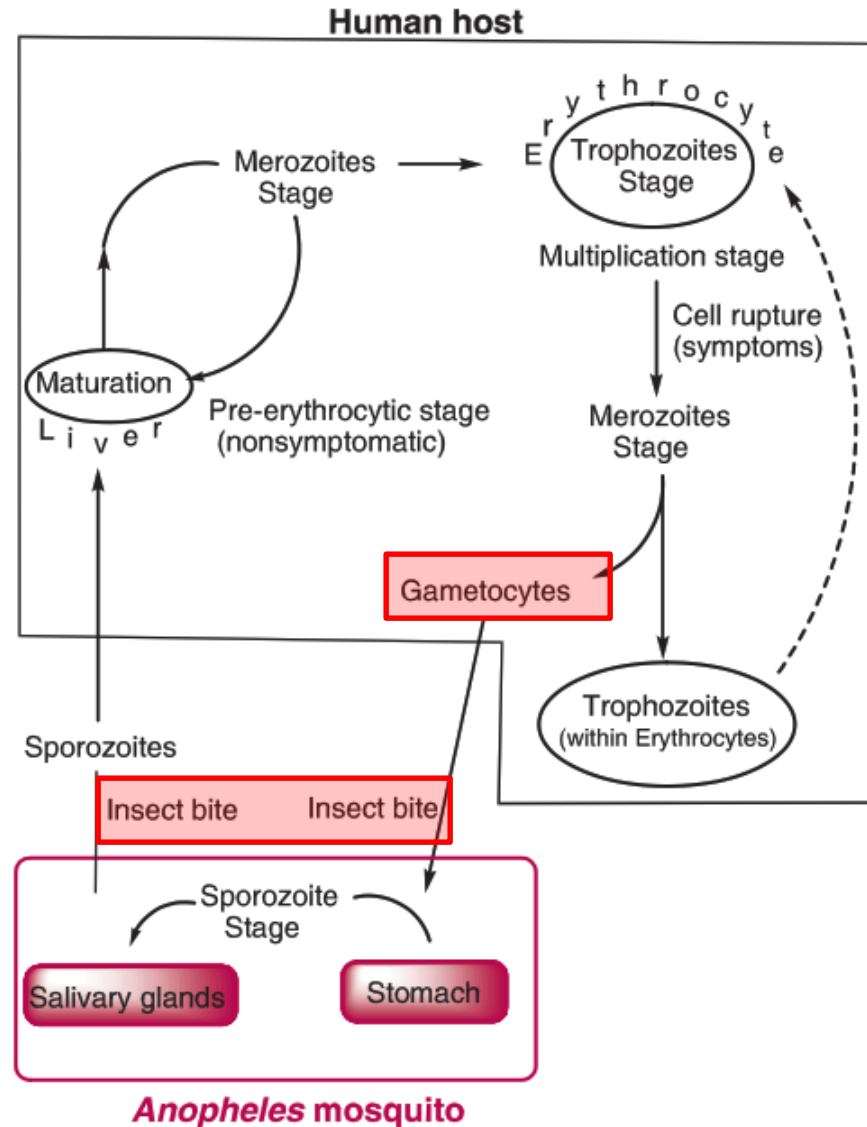 Human host
Merozoites
Stage
Erythrocyte
Trophozoites
Stage
Multiplication stage
Cell rupture
(symptoms)
Maturation
Liver
Pre-erythrocytic stage
(nonsymptomatic)
Merozoites
Stage
Gametocytes
Trophozoites
(within Erythrocytes)
Sporozoites
Insect bite
Insect bite
Sporozoite
Stage
Salivary glands
Stomach
Anopheles mosquito